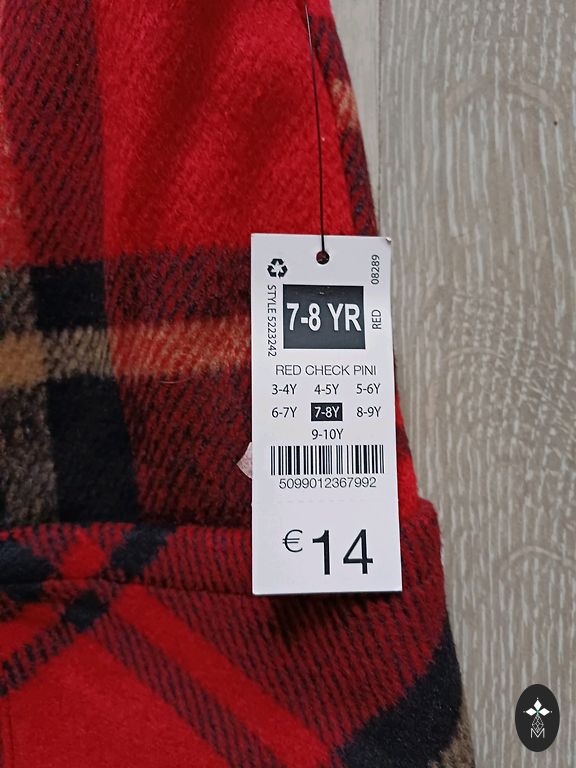 08289
STYLE 5223242
7-8 YR
RED
RED CHECK PINI
3-4Y 4-5Y 5-6Y
6-7Y 7-8Y 8-9Y
9-10Y
5099012367992
€14
M